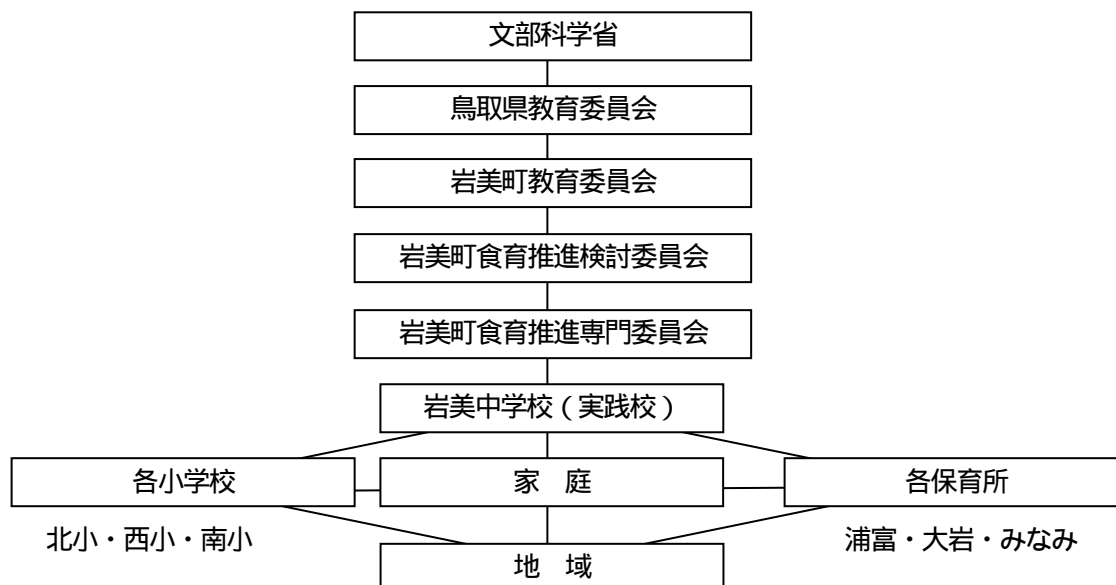 文部科学省
鳥取県教育委員会
岩美町教育委員会
岩美町食育推進検討委員会
岩美町食育推進専門委員会
岩美中学校（実践校）
各小学校
家　庭
各保育所
北小・西小・南小
浦富・大岩・みなみ
地　域